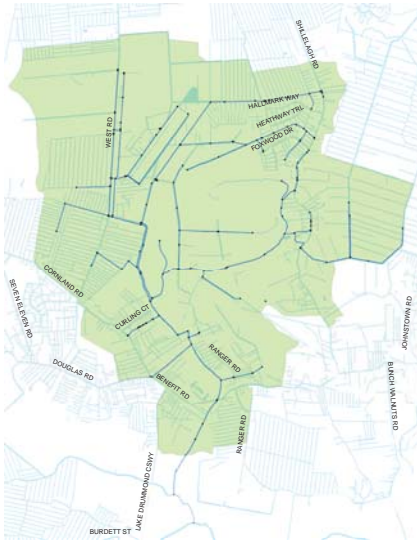 SHILLELAGH RD
HALLMARK WAY
HEATHWAY TRL
FOXWOOD DR
WEST RD
CORNLAND RD
SEVEN ELEVEN RD
CURLING CT
JOHNSTOWN RD
DOUGLAS RD
RANGER RD
BENEFIT RD
BUNCH WALNUTS RD
RANGER RD
LAKE DRUMMOND CSWY
BURDETT ST